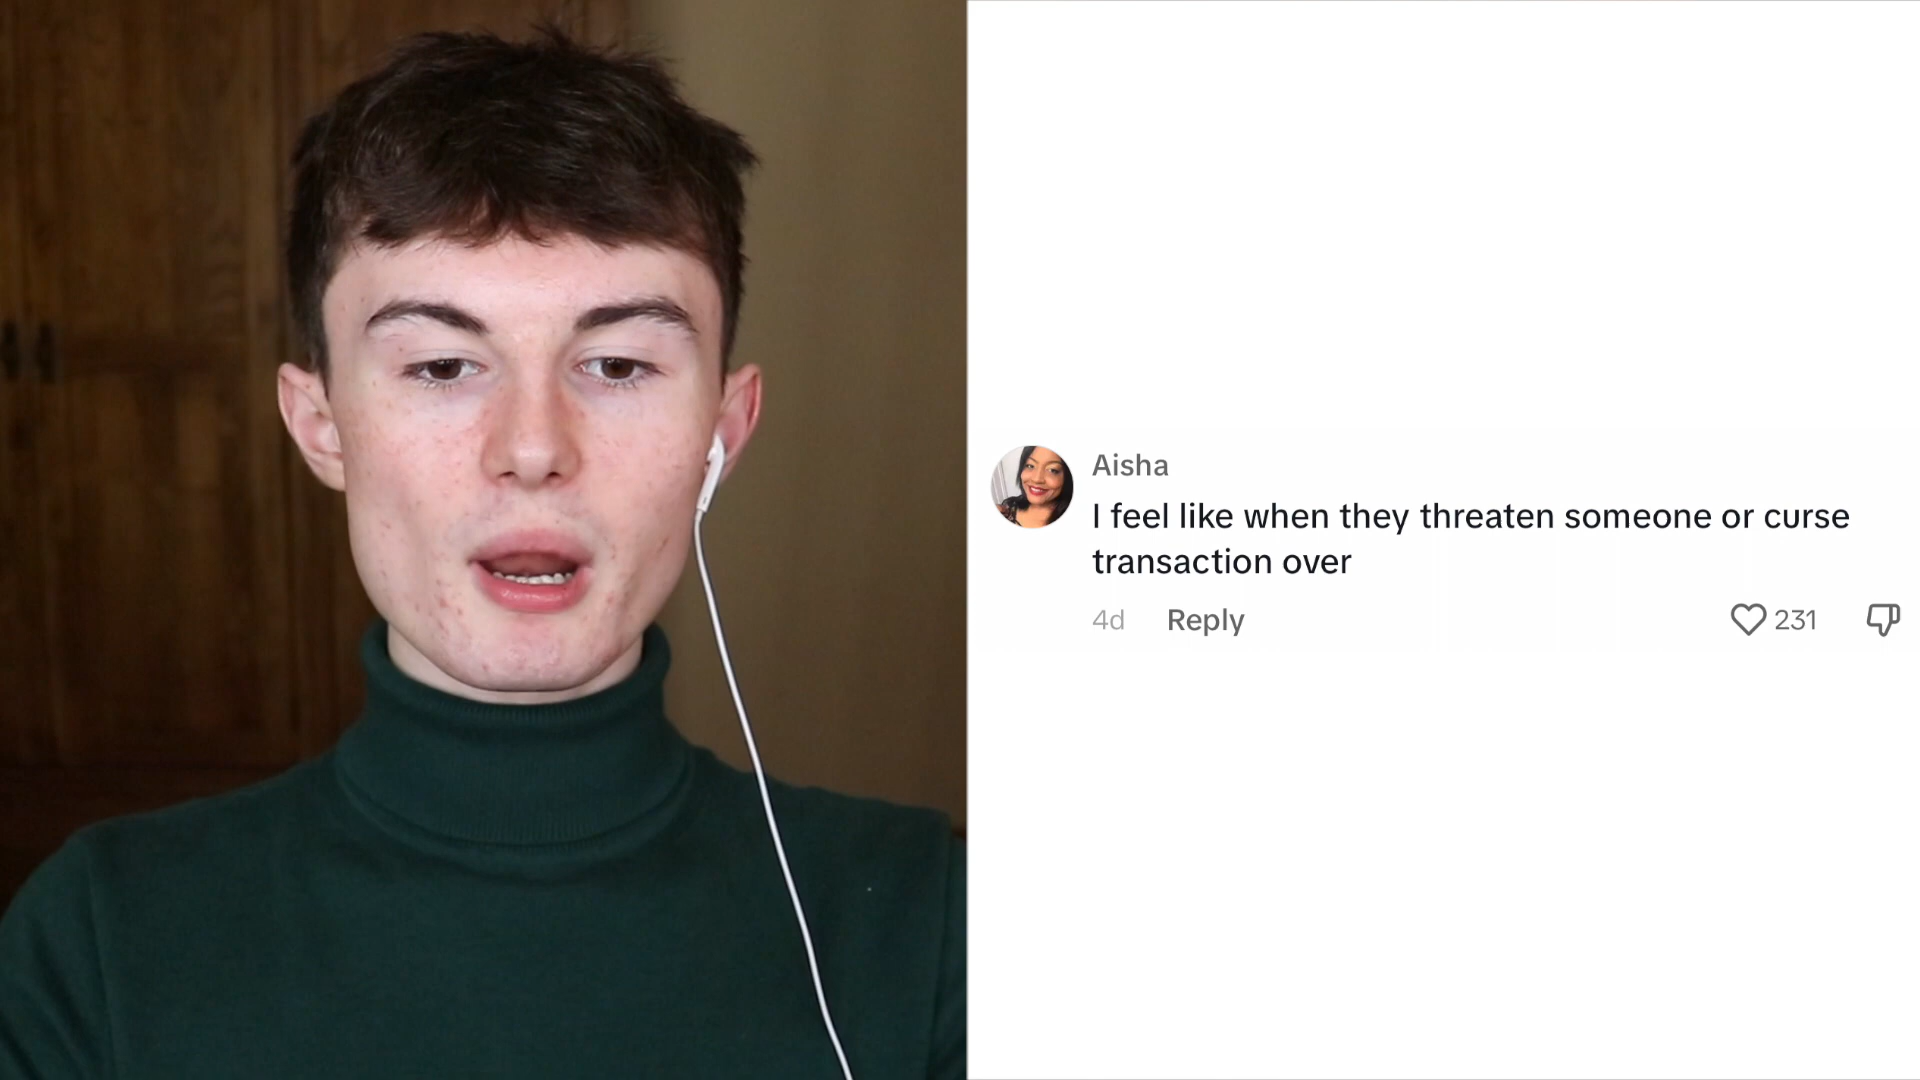 Aisha
I feel like when they threaten someone or curse
transaction over
4d Reply 231